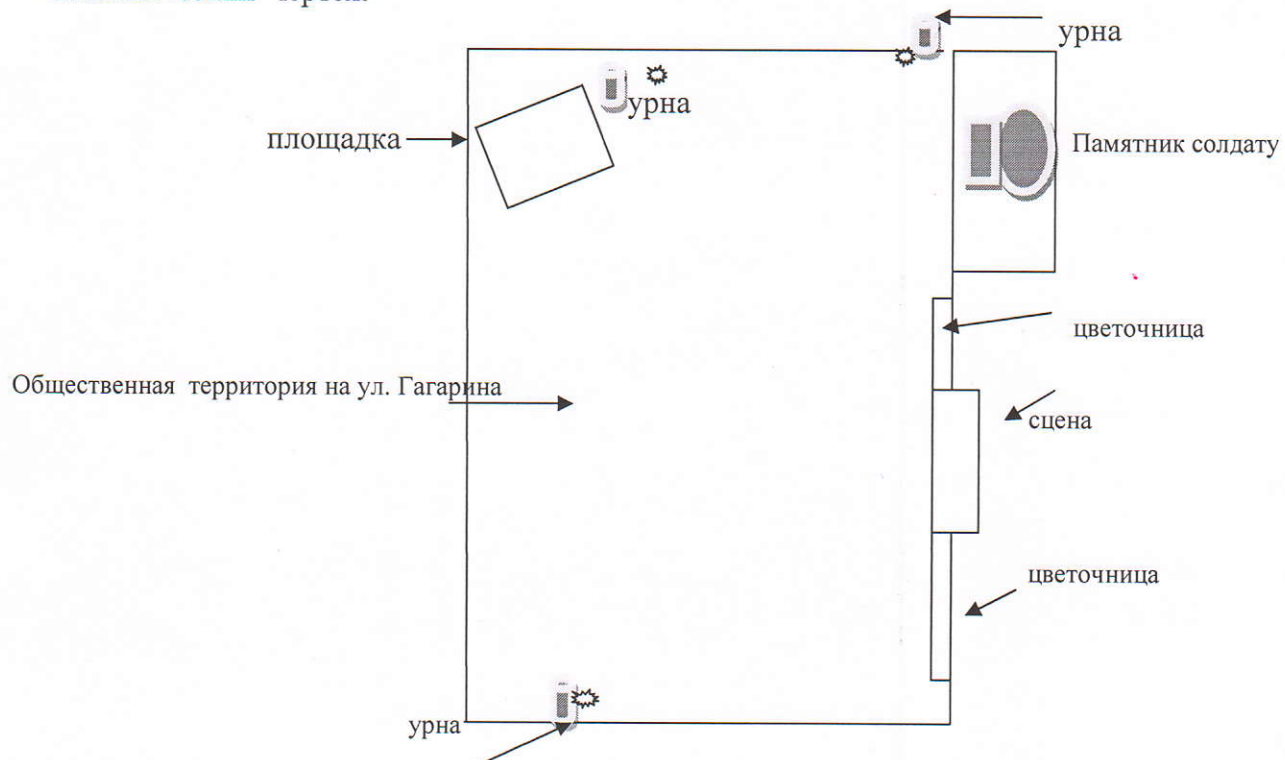 урна
урна
площадка
Памятник солдату
цветочница
Общественная территория на ул. Гагарина
сцена
цветочница
урна